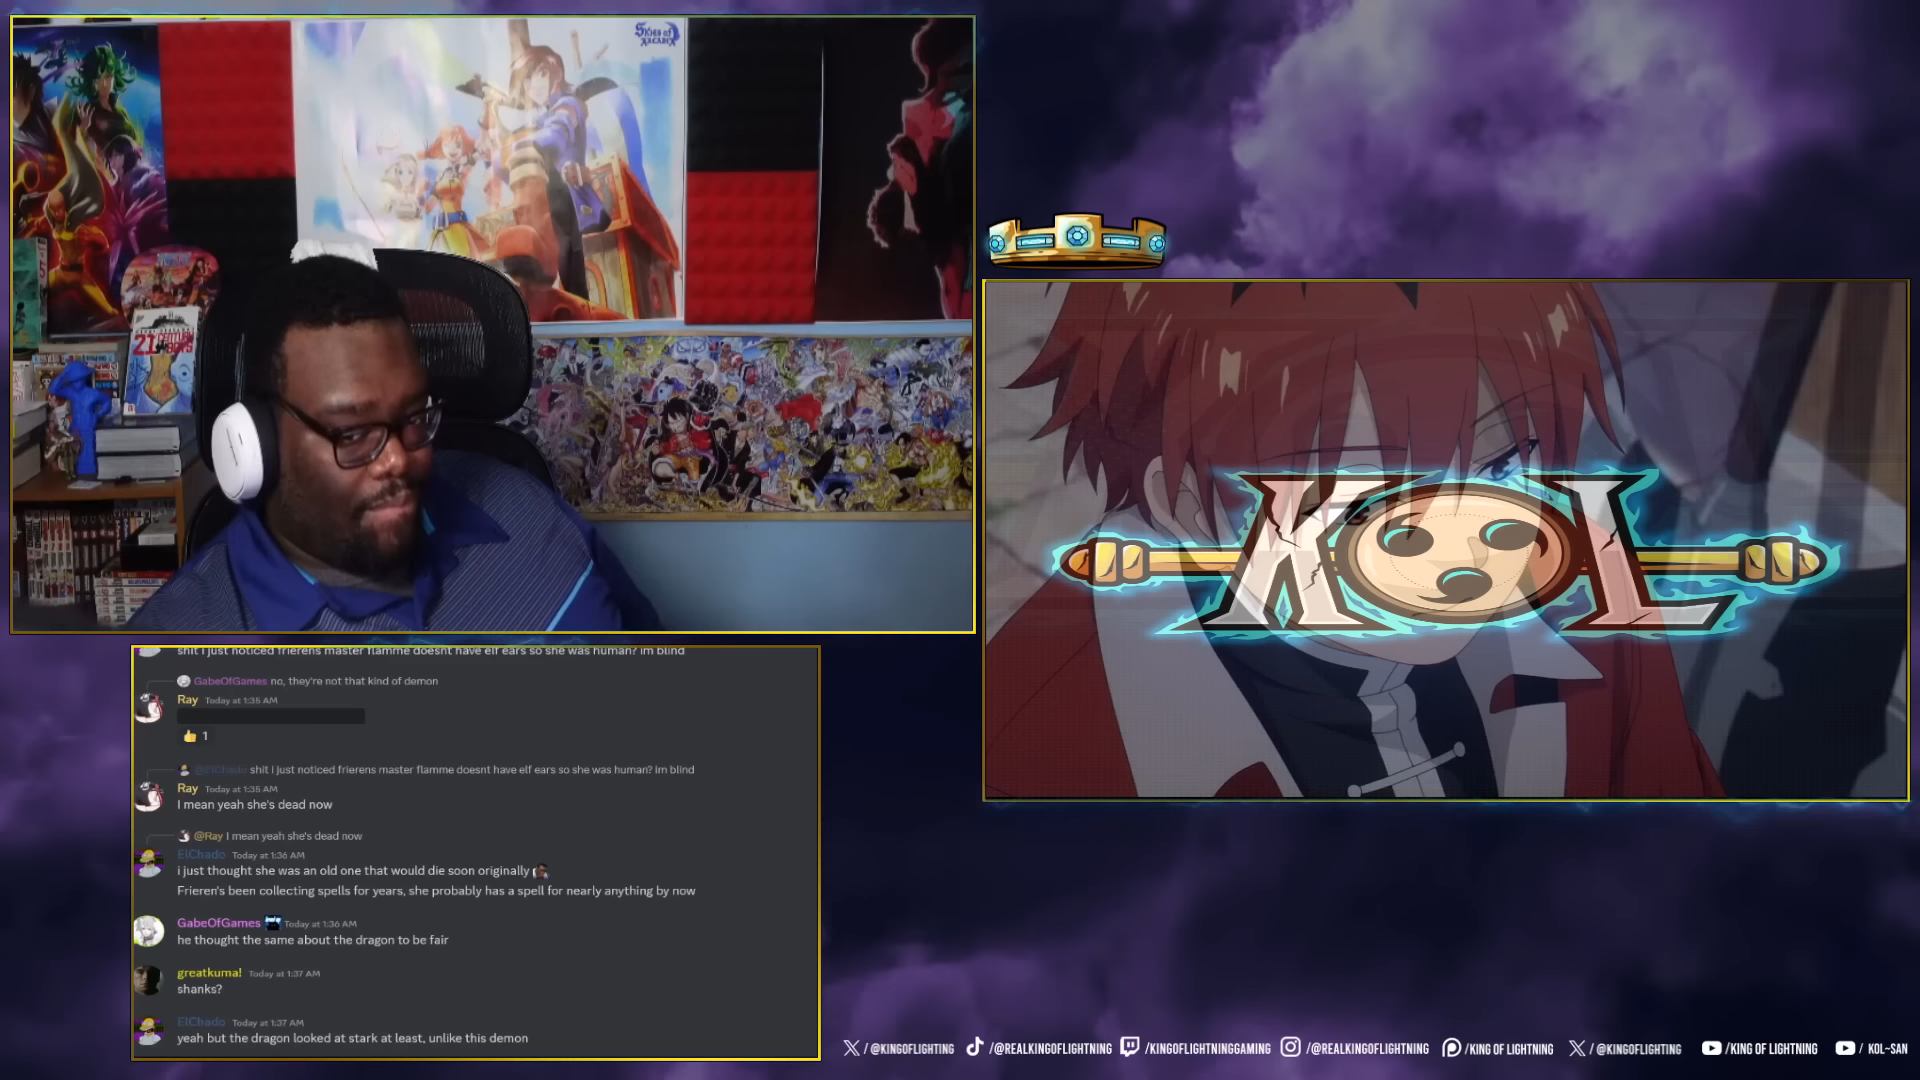 Skies of
Arcadia
21
KOL
shit i just noticed frierens master flamme doesnt have elf ears so she was human? im blind
GabeOfGames no, they're not that kind of demon
Ray Today at 1:35 AM
1
@ElChado shit i just noticed frierens master flamme doesnt have elf ears so she was human? im blind
Ray Today at 1:35 AM
I mean yeah she's dead now
@Ray I mean yeah she's dead now
ElChado Today at 1:36 AM
i just thought she was an old one that would die soon originally
Frieren's been collecting spells for years, she probably has a spell for nearly anything by now
GabeOfGames Today at 1:36 AM
he thought the same about the dragon to be fair
greatkuma! Today at 1:37 AM
shanks?
ElChado Today at 1:37 AM
yeah but the dragon looked at stark at least, unlike this demon
/ @KINGOFLIGHTING /@REALKINGOFLIGHTNING /KINGOFLIGHTNINGGAMING /@REALKINGOFLIGHTNING /KING OF LIGHTNING / @KINGOFLIGHTING /KING OF LIGHTNING / KOL-SAN